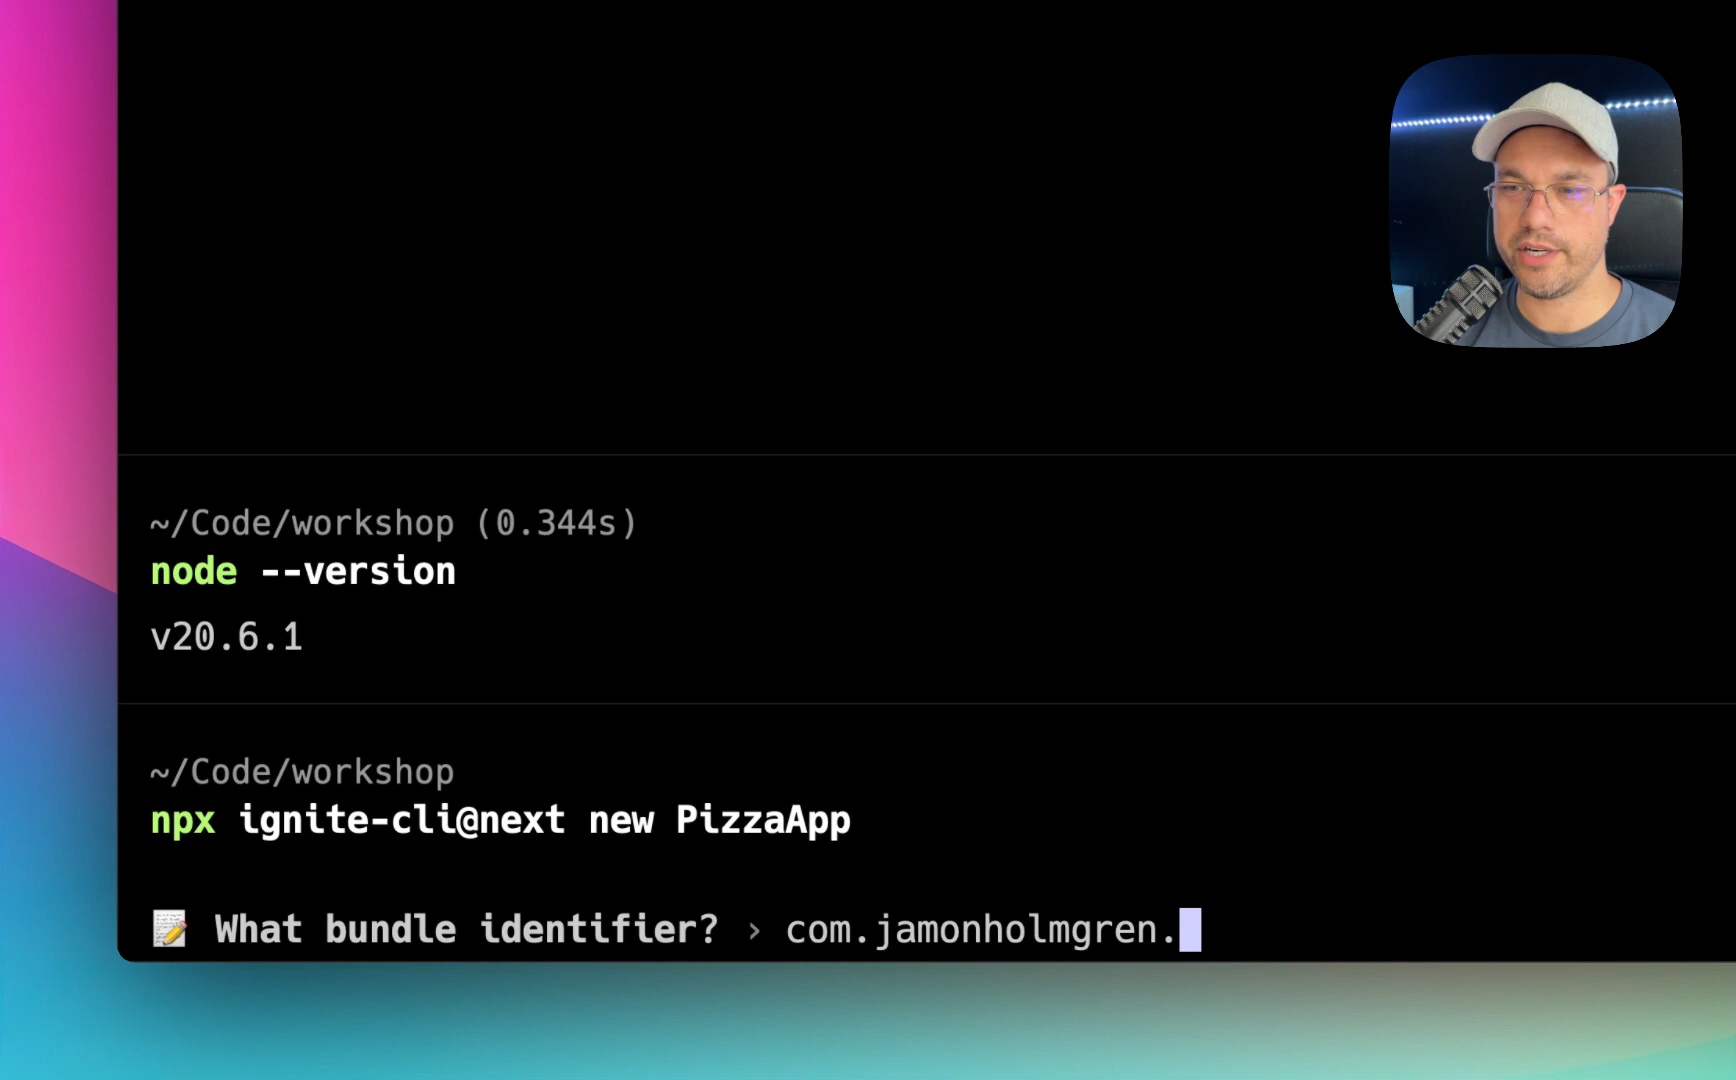 ~/Code/workshop (0.344s)
node --version
v20.6.1
~/Code/workshop
npx ignite-cli@next new PizzaApp
📝 What bundle identifier? › com.jamonholmgren.